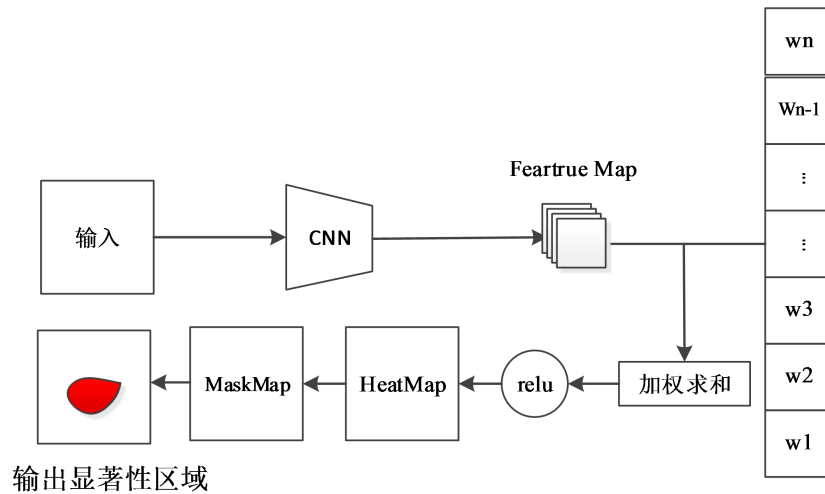 wn
Wn-1
Feartrue Map
...
输入
CNN
...
w3
MaskMap
HeatMap
relu
加权求和
w2
w1
输出显著性区域